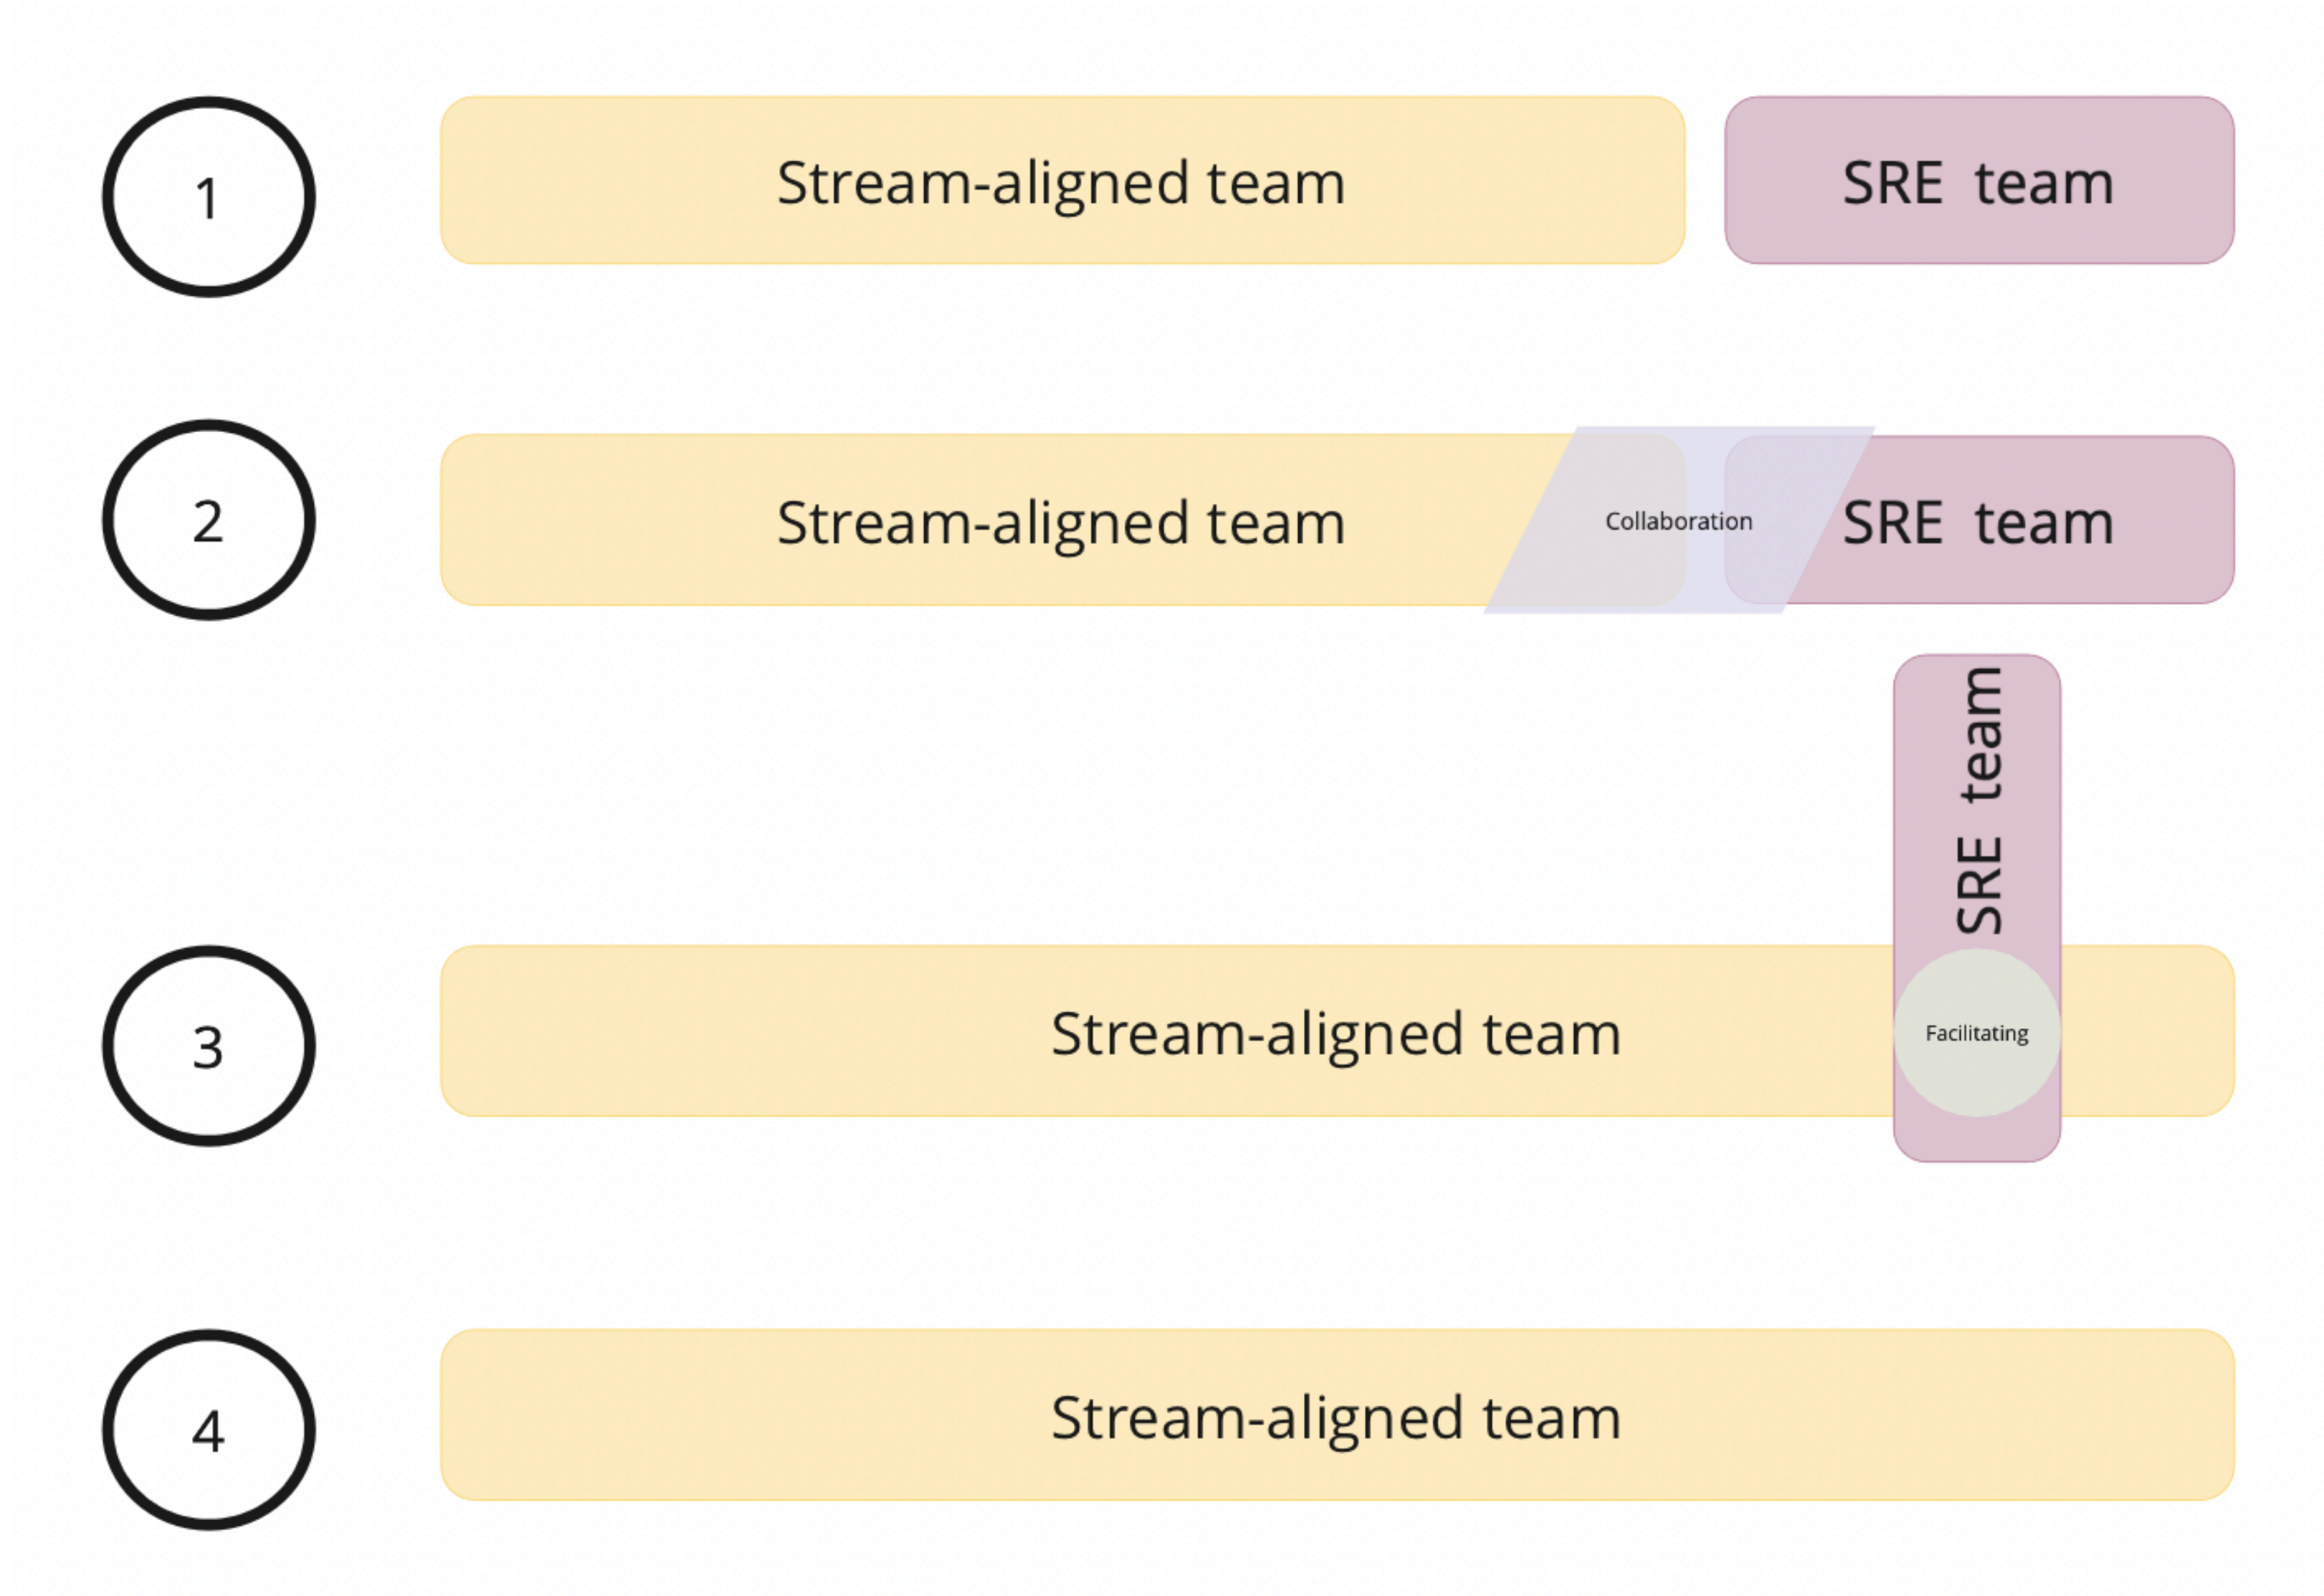 1
Stream-aligned team
SRE team
2
Stream-aligned team
Collaboration
SRE team
SRE team
3
Stream-aligned team
Facilitating
4
Stream-aligned team